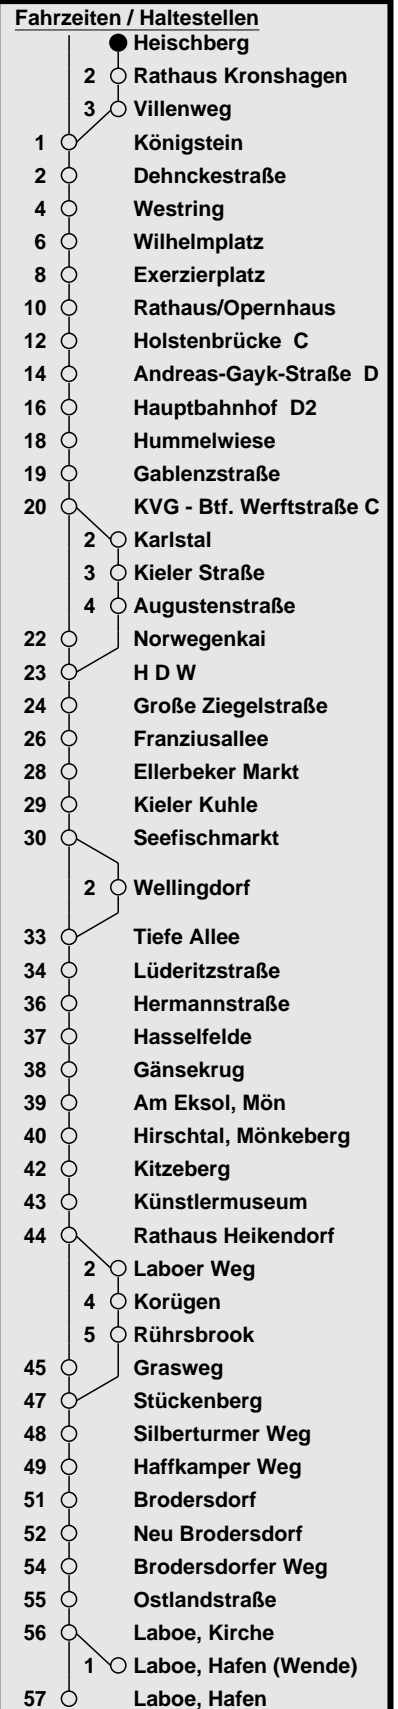 Fahrzeiten / Haltestellen
Heischberg
2 Rathaus Kronshagen
3 Villenweg
1 Königstein
2 Dehnckestraße
4 Westring
6 Wilhelmplatz
8 Exerzierplatz
10 Rathaus/Opernhaus
12 Holstenbrücke C
14 Andreas-Gayk-Straße D
16 Hauptbahnhof D2
18 Hummelwiese
19 Gablenzstraße
20 KVG - Btf. Werftstraße C
2 Karlstal
3 Kieler Straße
4 Augustenstraße
22 Norwegenkai
23 H D W
24 Große Ziegelstraße
26 Franziusallee
28 Ellerbeker Markt
29 Kieler Kuhle
30 Seefischmarkt
2 Wellingdorf
33 Tiefe Allee
34 Lüderitzstraße
36 Hermannstraße
37 Hasselfelde
38 Gänsekrug
39 Am Eksol, Mön
40 Hirschtal, Mönkeberg
42 Kitzeberg
43 Künstlermuseum
44 Rathaus Heikendorf
2 Laboer Weg
4 Korügen
5 Rührsbrook
45 Grasweg
47 Stückenberg
48 Silberturmer Weg
49 Haffkamper Weg
51 Brodersdorf
52 Neu Brodersdorf
54 Brodersdorfer Weg
55 Ostlandstraße
56 Laboe, Kirche
1 Laboe, Hafen (Wende)
57 Laboe, Hafen